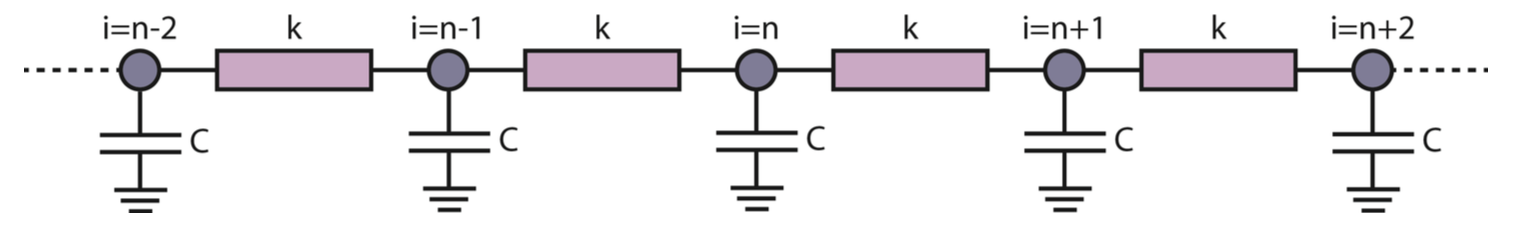 i=n-2 k i=n-1 k i=n k i=n+1 k i=n+2
C C C C C